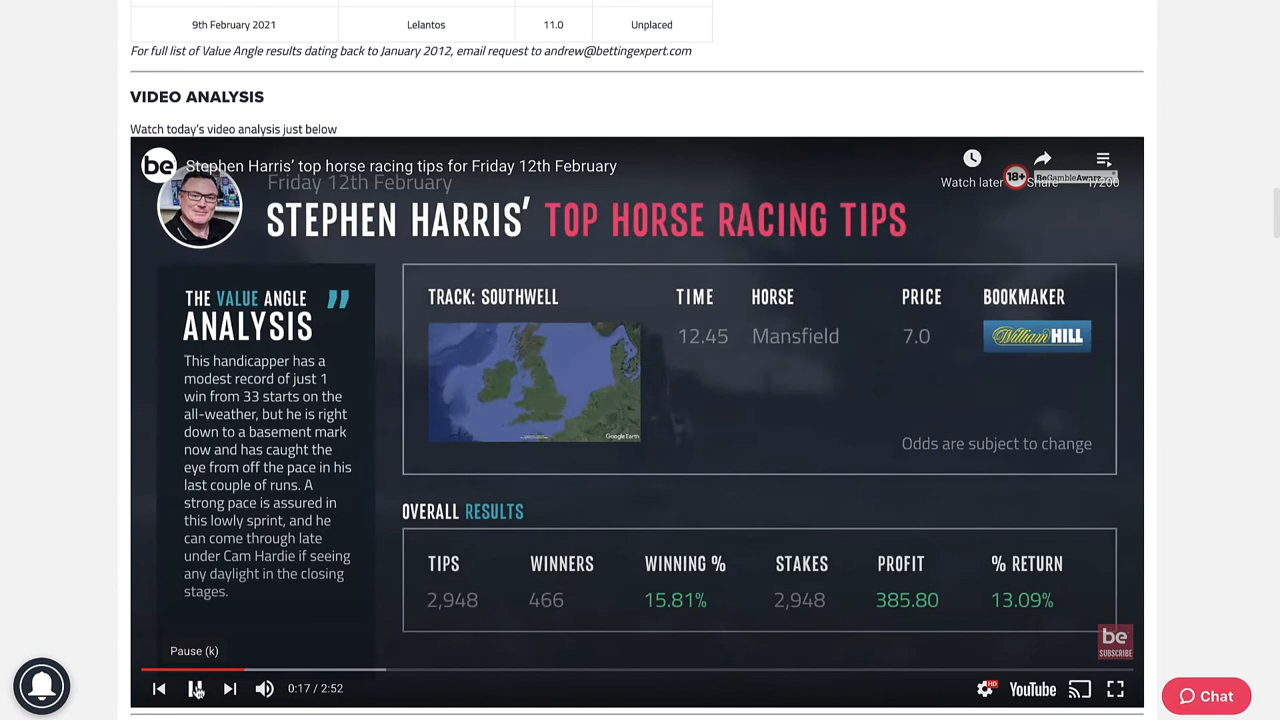 9th February 2021 Lelantos 11.0 Unplaced
For full list of Value Angle results dating back to January 2012, email request to andrew@bettingexpert.com
VIDEO ANALYSIS
Watch today's video analysis just below
be Stephen Harris' top horse racing tips for Friday 12th February
Watch later Share 1/200
18+ BeGambleAware
Friday 12th February
STEPHEN HARRIS' TOP HORSE RACING TIPS
THE VALUE ANGLE "
ANALYSIS
This handicapper has a
modest record of just 1
win from 33 starts on the
all-weather, but he is right
down to a basement mark
now and has caught the
eye from off the pace in his
last couple of runs. A
strong pace is assured in
this lowly sprint, and he
can come through late
under Cam Hardie if seeing
any daylight in the closing
stages.
TRACK: SOUTHWELL TIME HORSE PRICE BOOKMAKER
12.45 Mansfield 7.0 William HILL
Google Earth
Odds are subject to change
OVERALL RESULTS
TIPS WINNERS WINNING % STAKES PROFIT % RETURN
2,948 466 15.81% 2,948 385.80 13.09%
be
SUBSCRIBE
Pause (k)
0:17 / 2:52
HD
YouTube
Chat